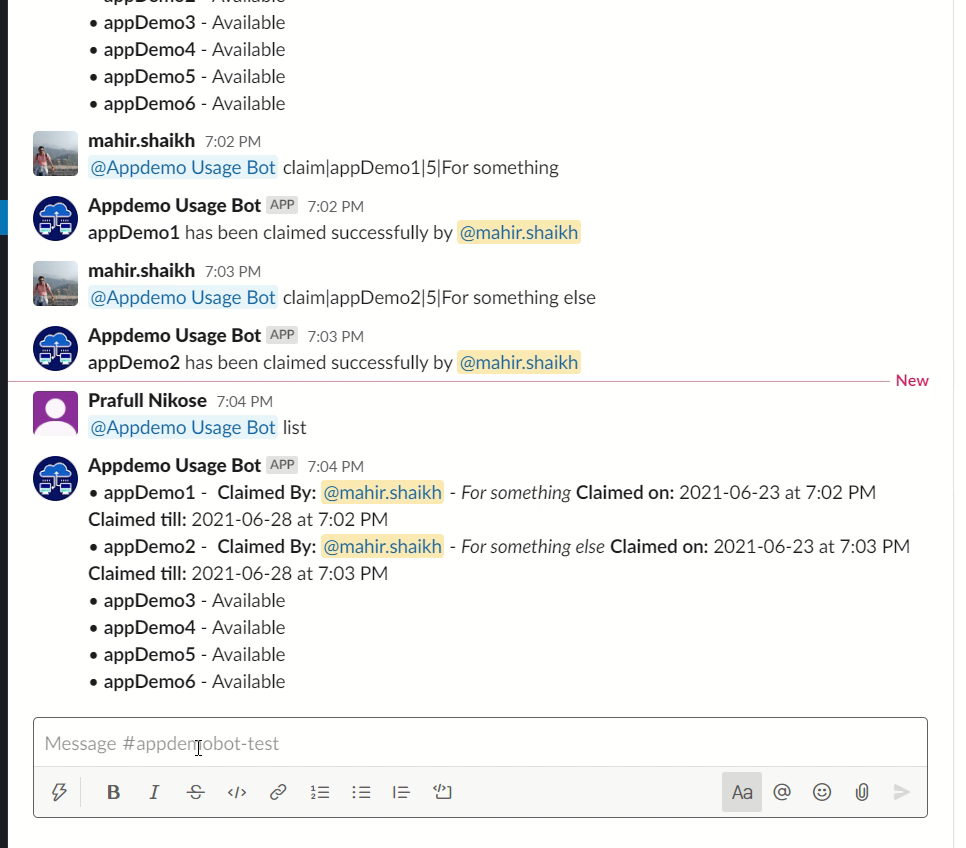 • appDemo3 - Available
• appDemo4 - Available
• appDemo5 - Available
• appDemo6 - Available
mahir.shaikh 7:02 PM
@Appdemo Usage Bot claim|appDemo1|5|For something
Appdemo Usage Bot APP 7:02 PM
appDemo1 has been claimed successfully by @mahir.shaikh
mahir.shaikh 7:03 PM
@Appdemo Usage Bot claim|appDemo2|5|For something else
Appdemo Usage Bot APP 7:03 PM
appDemo2 has been claimed successfully by @mahir.shaikh
New
Prafull Nikose 7:04 PM
@Appdemo Usage Bot list
Appdemo Usage Bot APP 7:04 PM
• appDemo1 - Claimed By: @mahir.shaikh - For something Claimed on: 2021-06-23 at 7:02 PM
Claimed till: 2021-06-28 at 7:02 PM
• appDemo2 - Claimed By: @mahir.shaikh - For something else Claimed on: 2021-06-23 at 7:03 PM
Claimed till: 2021-06-28 at 7:03 PM
• appDemo3 - Available
• appDemo4 - Available
• appDemo5 - Available
• appDemo6 - Available
Message #appdemobot-test
B I S </> Aa @